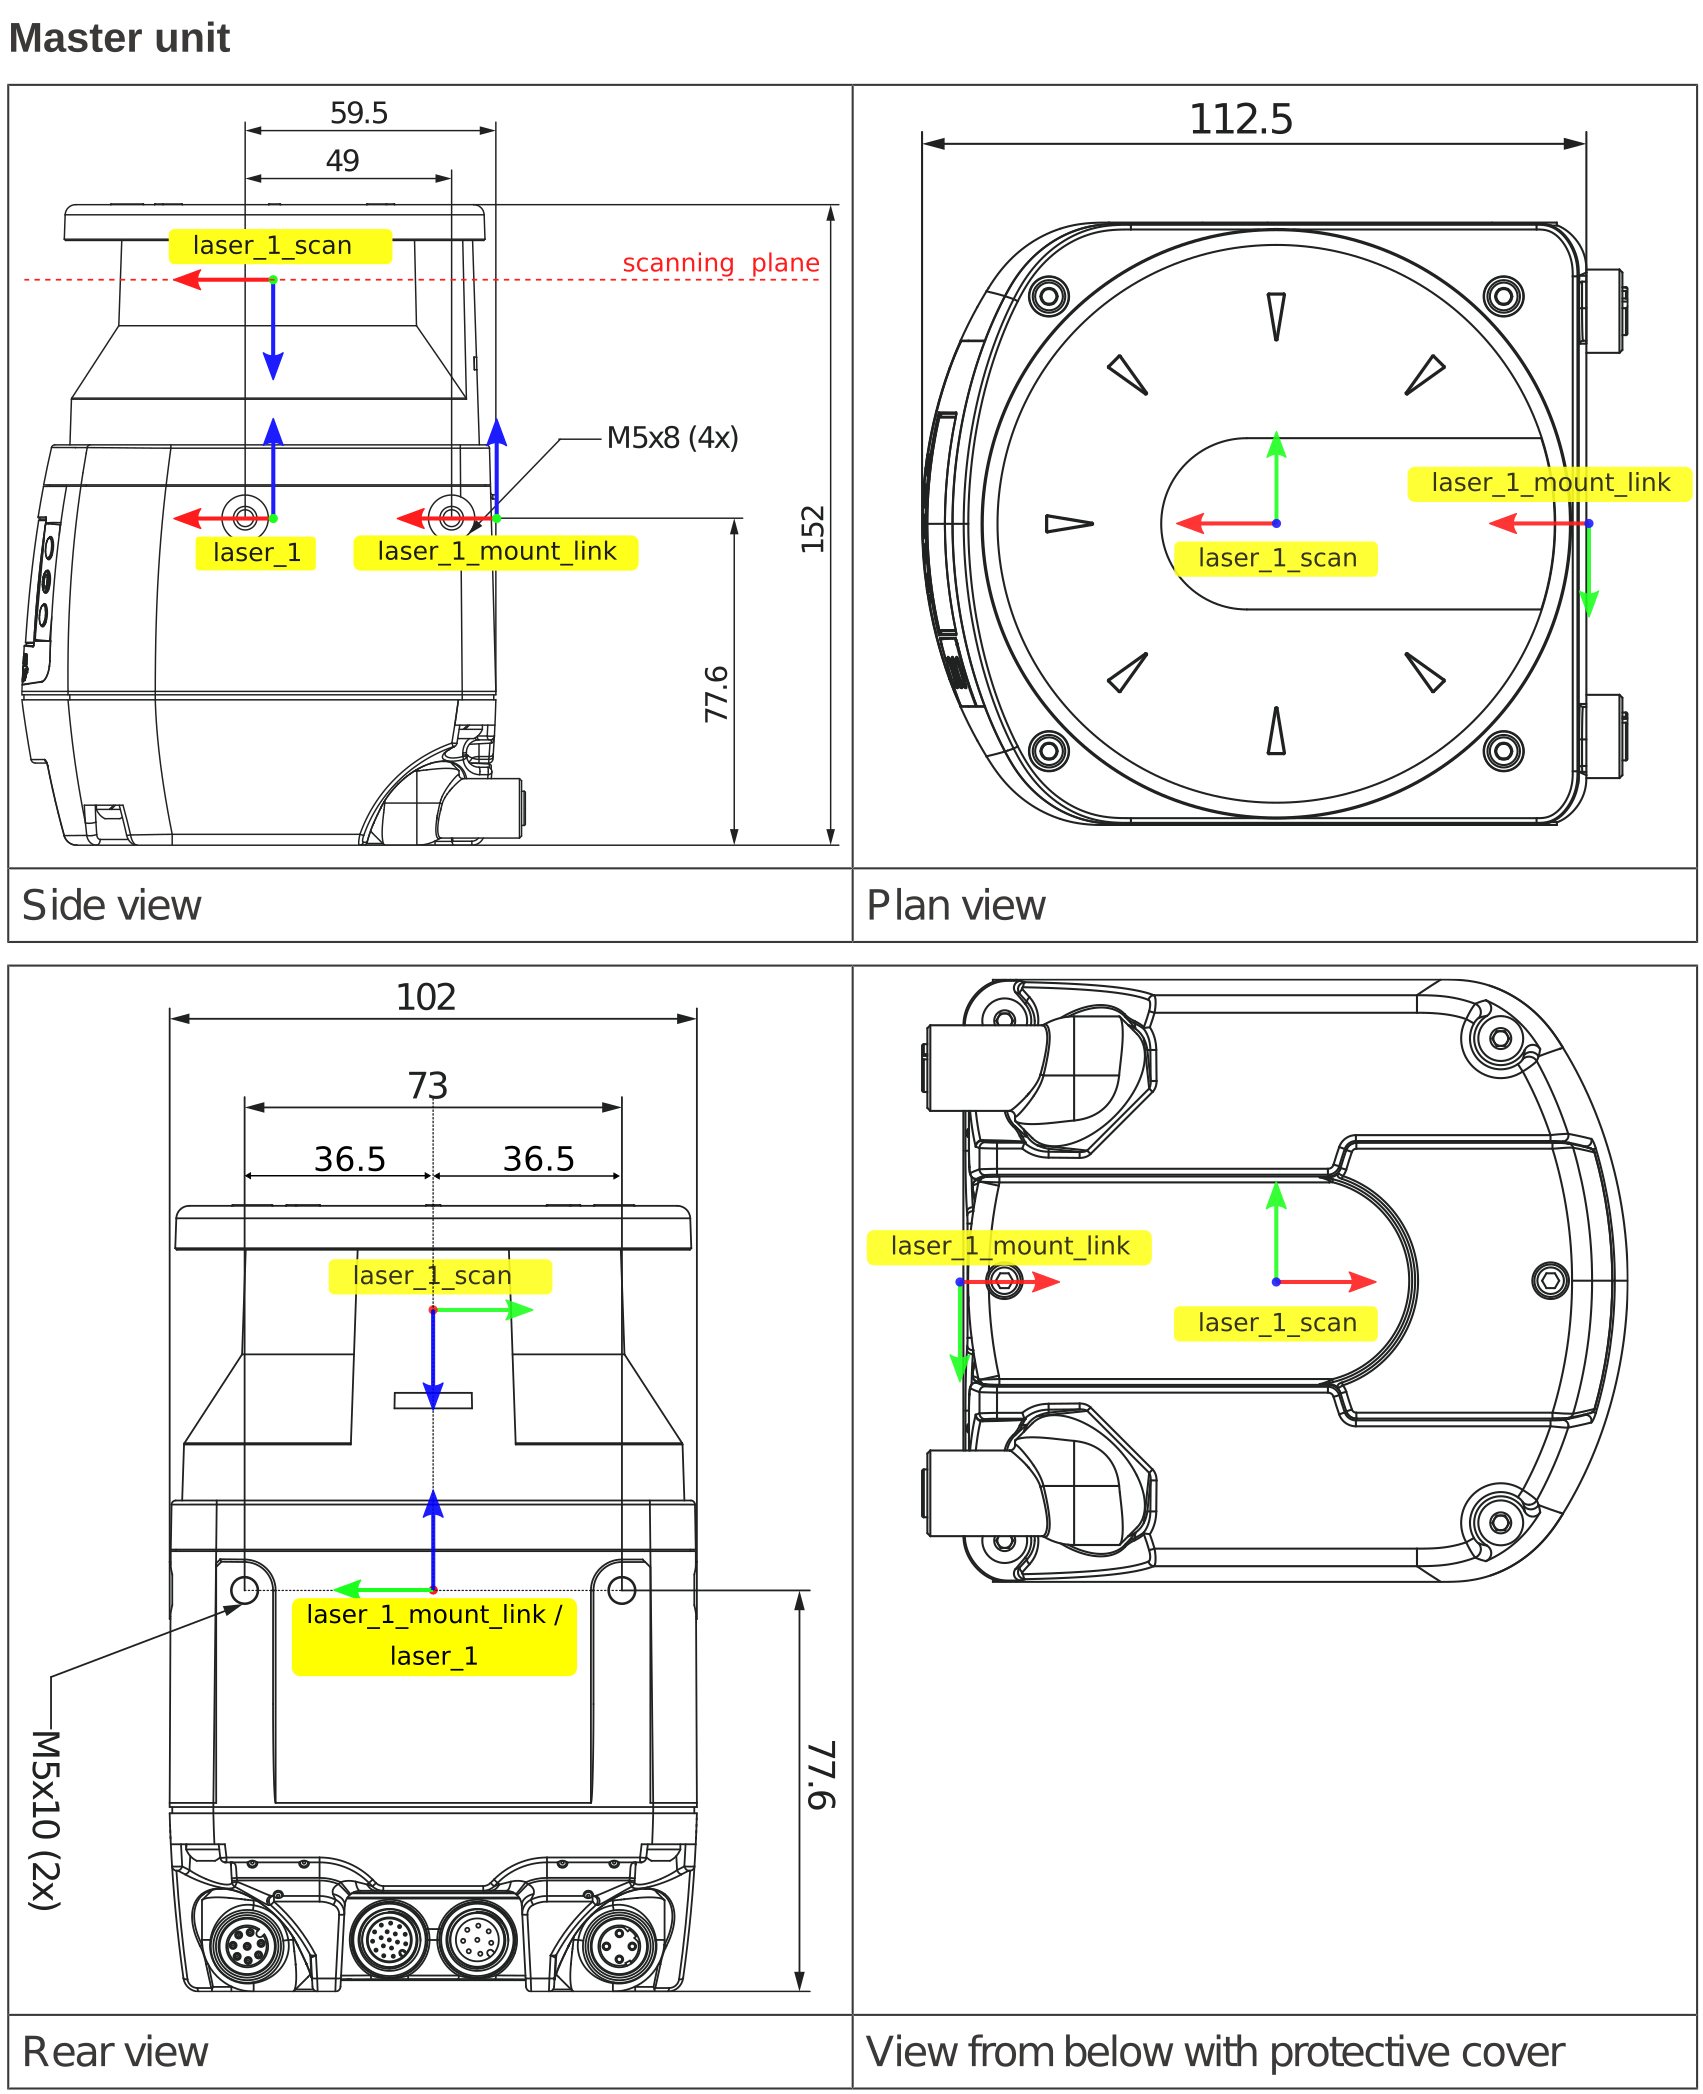 Master unit
59.5
49
laser_1_scan
scanning plane
M5x8 (4x)
152
laser_1
laser_1_mount_link
77.6
Side view
112.5
laser_1_mount_link
laser_1_scan
Plan view
102
73
36.5
36.5
laser_1_scan
laser_1_mount_link /
laser_1
M5x10 (2x)
77.6
Rear view
laser_1_mount_link
laser_1_scan
View from below with protective cover